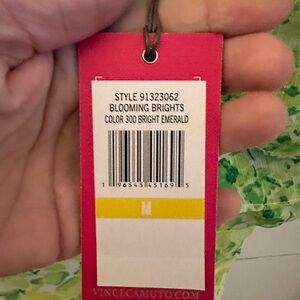 STYLE 91323062
BLOOMING BRIGHTS
COLOR 300 BRIGHT EMERALD
1 96545 45169 5
M
VINCECAMUTO.COM